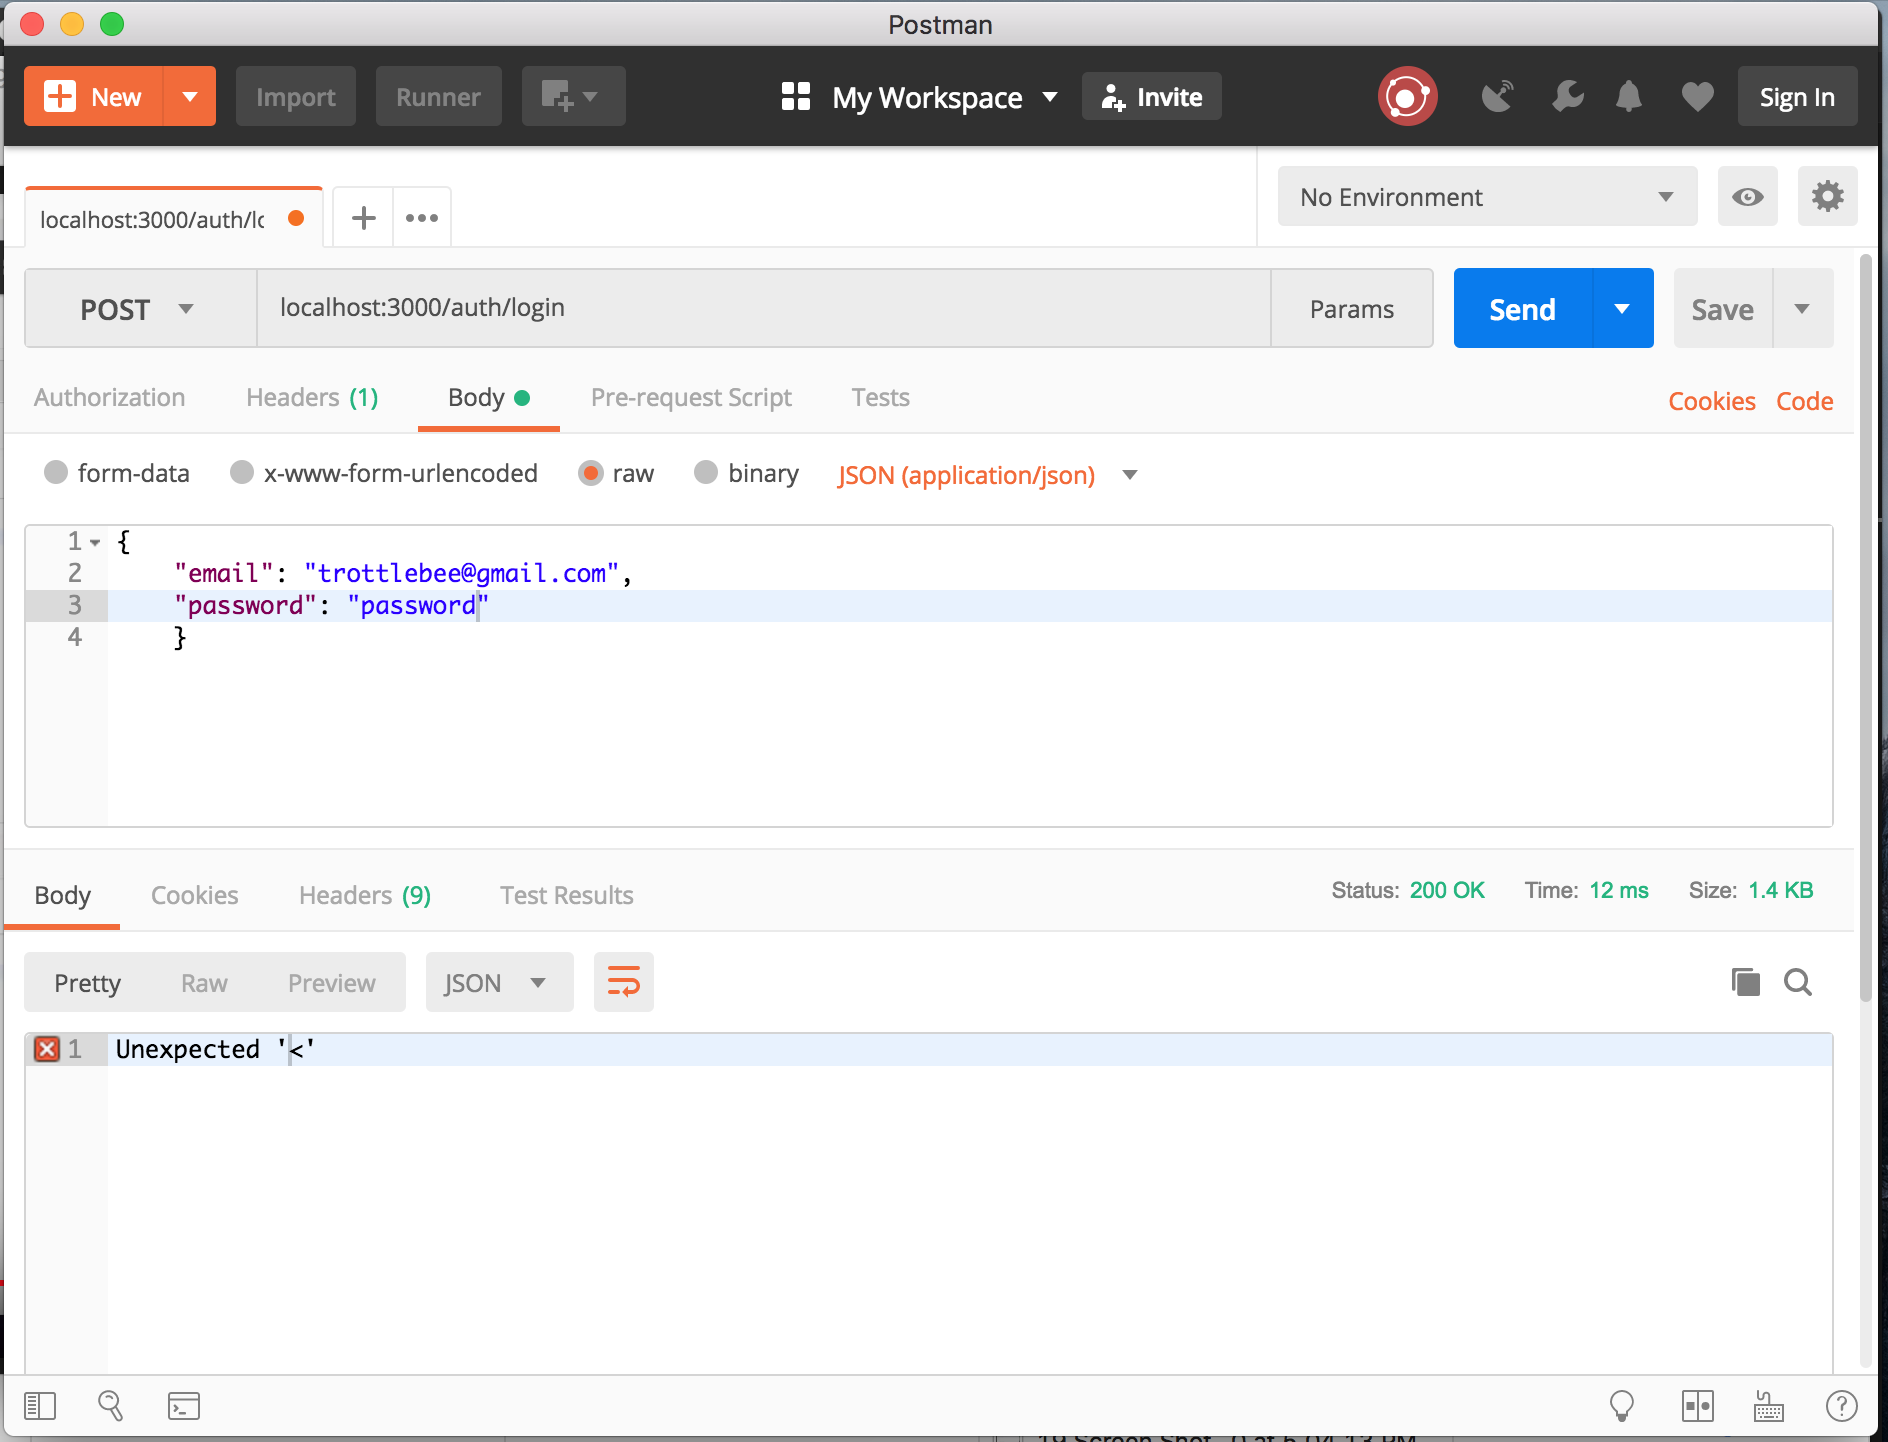 Postman
New Import Runner My Workspace Invite Sign In
localhost:3000/auth/lo No Environment
POST localhost:3000/auth/login Params Send Save
Authorization Headers (1) Body Pre-request Script Tests Cookies Code
form-data x-www-form-urlencoded raw binary JSON (application/json)
1 {
2 "email": "trottlebee@gmail.com",
3 "password": "password"
4 }
Body Cookies Headers (9) Test Results Status: 200 OK Time: 12 ms Size: 1.4 KB
Pretty Raw Preview JSON
1 Unexpected '<'